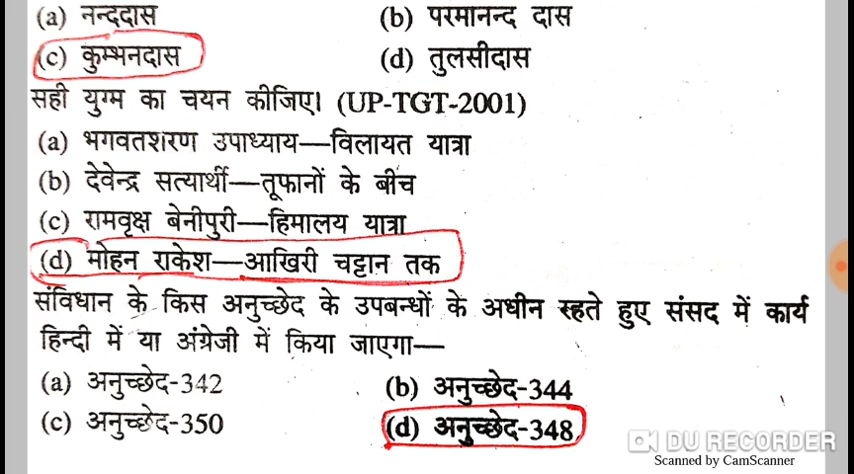 (a) नन्ददास (b) परमानन्द दास
(c) कुम्भनदास (d) तुलसीदास
सही युग्म का चयन कीजिए। (UP-TGT-2001)
(a) भगवतशरण उपाध्याय—विलायत यात्रा
(b) देवेन्द्र सत्यार्थी—तूफानों के बीच
(c) रामवृक्ष बेनीपुरी—हिमालय यात्रा
(d) मोहन राकेश—आखिरी चट्टान तक
संविधान के किस अनुच्छेद के उपबन्धों के अधीन रहते हुए संसद में कार्य
हिन्दी में या अंग्रेजी में किया जाएगा—
(a) अनुच्छेद-342 (b) अनुच्छेद-344
(c) अनुच्छेद-350 (d) अनुच्छेद-348
DU RECORDER
Scanned by CamScanner